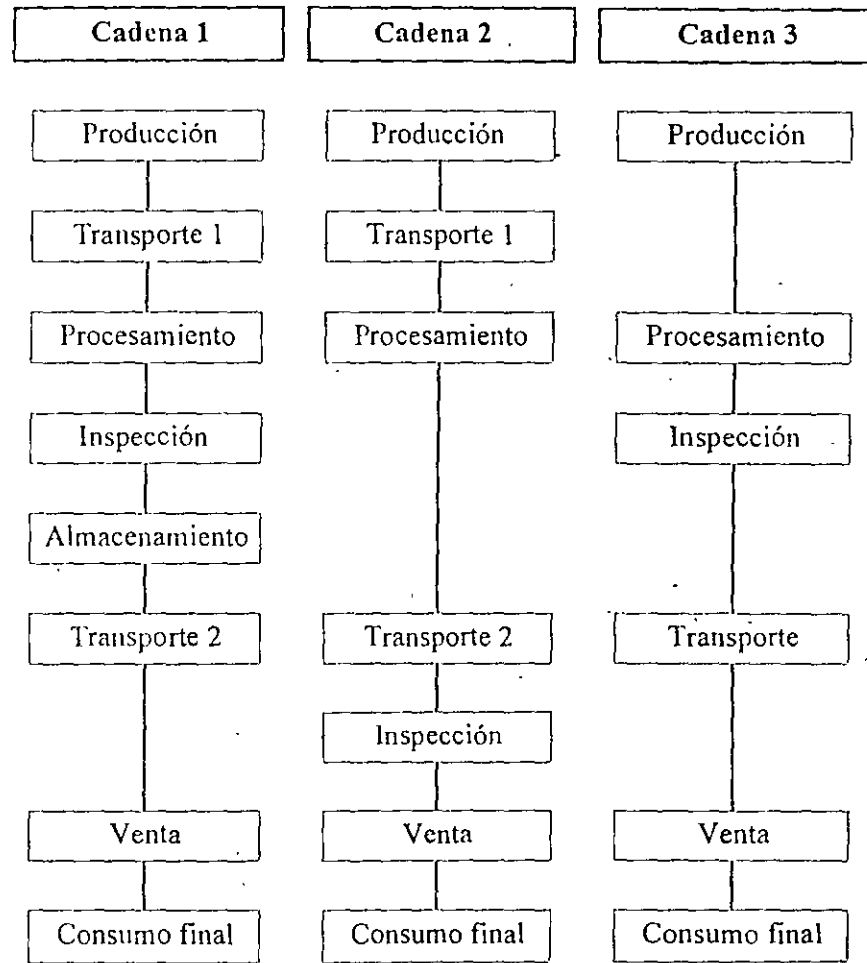 Cadena 1
Cadena 2
Cadena 3
Producción
Producción
Producción
Transporte 1
Transporte 1
Procesamiento
Procesamiento
Procesamiento
Inspección
Inspección
Almacenamiento
Transporte 2
Transporte 2
Transporte
Inspección
Venta
Venta
Venta
Consumo final
Consumo final
Consumo final